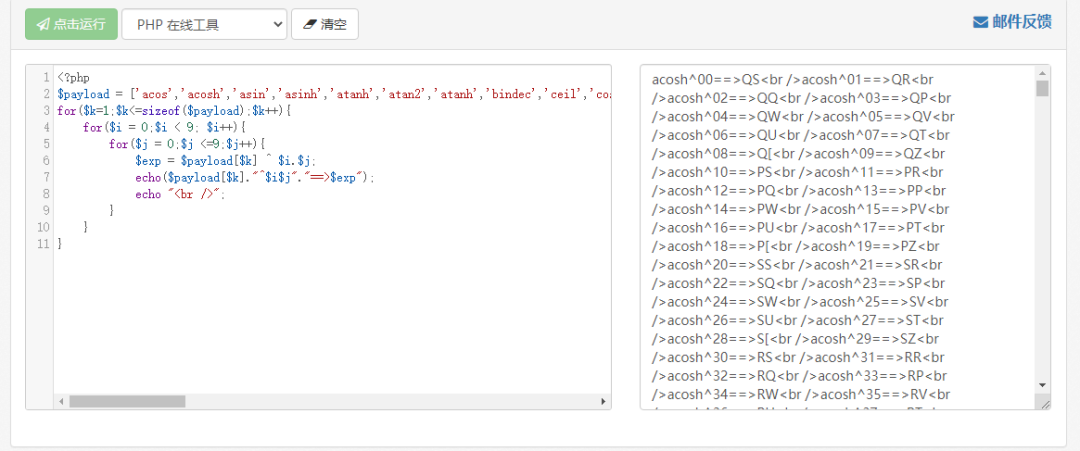 点击运行 PHP 在线工具 清空 邮件反馈
1 <?php
2 $payload = ['acos','acosh','asin','asinh','atanh','atan2','atanh','bindec','ceil','cos
3 for($k=1;$k<=sizeof($payload);$k++){
4 for($i = 0;$i < 9; $i++){
5 for($j = 0;$j <=9;$j++){
6 $exp = $payload[$k] ^ $i.$j;
7 echo($payload[$k]."^$i$j"."==>$exp");
8 echo "<br />";
9 }
10 }
11 }
acosh^00==>QS<br />acosh^01==>QR<br
/>acosh^02==>QQ<br />acosh^03==>QP<br
/>acosh^04==>QW<br />acosh^05==>QV<br
/>acosh^06==>QU<br />acosh^07==>QT<br
/>acosh^08==>Q[<br />acosh^09==>QZ<br
/>acosh^10==>PS<br />acosh^11==>PR<br
/>acosh^12==>PQ<br />acosh^13==>PP<br
/>acosh^14==>PW<br />acosh^15==>PV<br
/>acosh^16==>PU<br />acosh^17==>PT<br
/>acosh^18==>P[<br />acosh^19==>PZ<br
/>acosh^20==>SS<br />acosh^21==>SR<br
/>acosh^22==>SQ<br />acosh^23==>SP<br
/>acosh^24==>SW<br />acosh^25==>SV<br
/>acosh^26==>SU<br />acosh^27==>ST<br
/>acosh^28==>S[<br />acosh^29==>SZ<br
/>acosh^30==>RS<br />acosh^31==>RR<br
/>acosh^32==>RQ<br />acosh^33==>RP<br
/>acosh^34==>RW<br />acosh^35==>RV<br